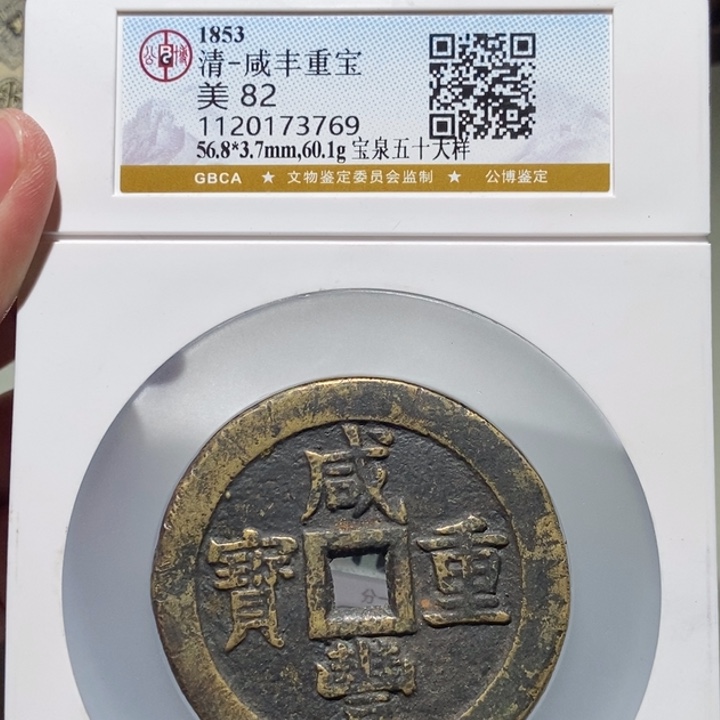 1853
清-咸丰重宝
美 82
1120173769
56.8*3.7mm,60.1g 宝泉五十大样
公博
GBCA ★ 文物鉴定委员会监制 ★ 公博鉴定
咸
寶 重
豐